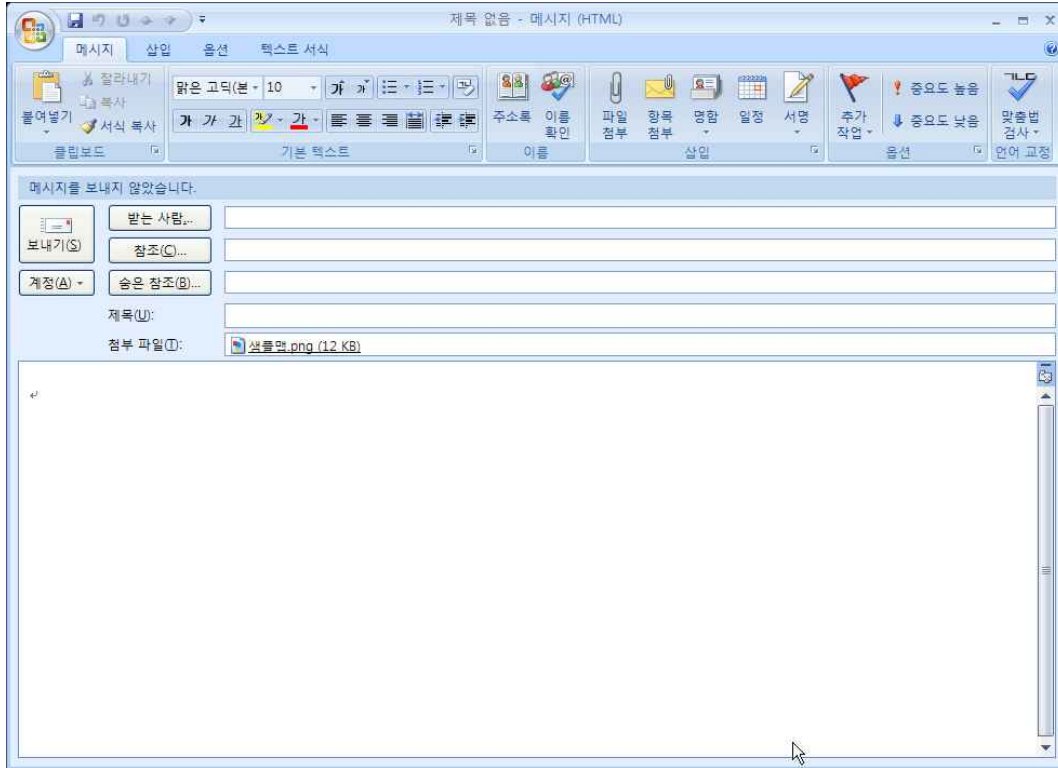 제목 없음 - 메시지 (HTML)
메시지 삽입 옵션 텍스트 서식
붙여넣기
잘라내기
복사
서식 복사
클립보드
맑은 고딕(본 10
가 가 가 가 가
기본 텍스트
주소록
이름 확인
이름
파일 첨부
항목 첨부
명함
일정
서명
삽입
추가 작업
중요도 높음
중요도 낮음
옵션
맞춤법 검사
언어 교정
메시지를 보내지 않았습니다.
보내기(S)
받는 사람...
참조(C)...
계정(A)
숨은 참조(B)...
제목(U):
첨부 파일(T):
샘플맵.png (12 KB)